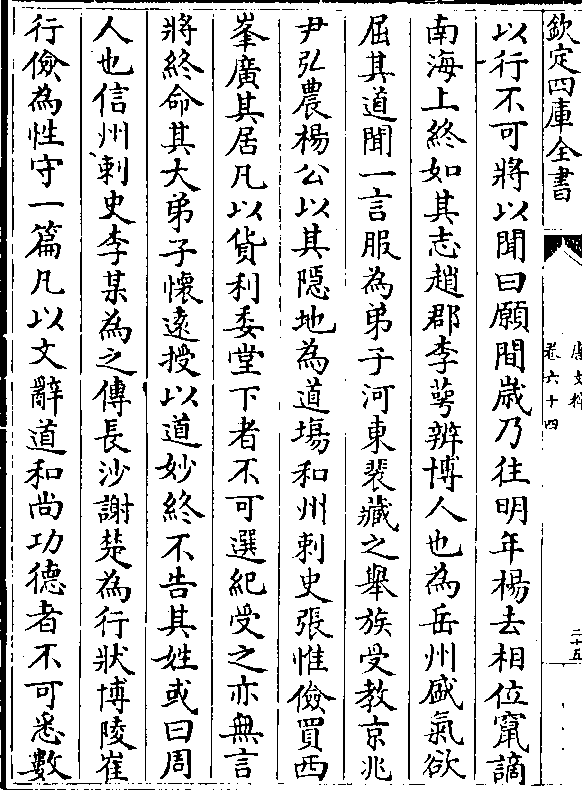 欽定四庫全書
唐文粹
卷六十四
二十五
以行不可將以聞曰願間歳乃往明年楊去相位竄謫
南海上終如其志趙郡李萼辨博人也為岳州盛氣欲
屈其道聞一言服為弟子河東裴藏之舉族受教京兆
尹弘農楊公以其隠地為道場和州刺史張惟儉買西
峯廣其居凡以貨利委堂下者不可選紀受之亦無言
將終命其大弟子懷遠授以道妙終不告其姓或曰周
人也信州剌史李某為之傳長沙謝楚為行狀博陵崔
行儉為性守一篇凡以文辭道和尚功德者不可悉數